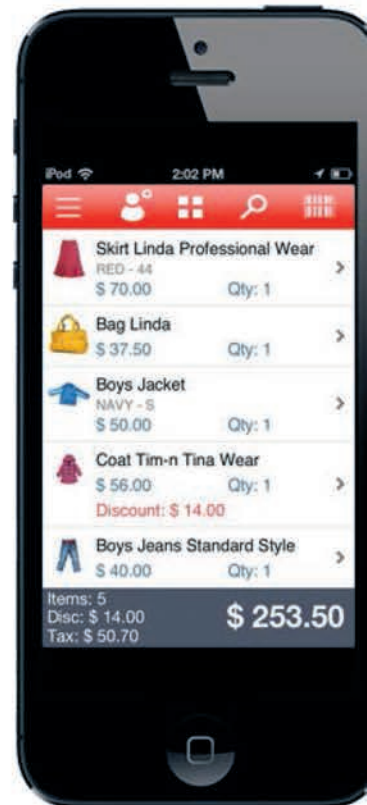 iPod
2:02 PM
Skirt Linda Professional Wear
RED - 44
$ 70.00 Qty: 1
Bag Linda
$ 37.50 Qty: 1
Boys Jacket
NAVY - S
$ 50.00 Qty: 1
Coat Tim-n Tina Wear
$ 56.00 Qty: 1
Discount: $ 14.00
Boys Jeans Standard Style
$ 40.00 Qty: 1
Items: 5
Disc: $ 14.00
Tax: $ 50.70
$ 253.50